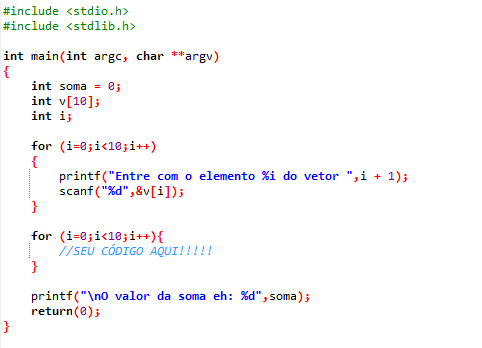 #include <stdio.h>
#include <stdlib.h>
int main(int argc, char **argv)
{
int soma = 0;
int v[10];
int i;
for (i=0;i<10;i++)
{
printf("Entre com o elemento %i do vetor ",i + 1);
scanf("%d",&v[i]);
}
for (i=0;i<10;i++){
//SEU CÓDIGO AQUI!!!!!
}
printf("\nO valor da soma eh: %d",soma);
return(0);
}